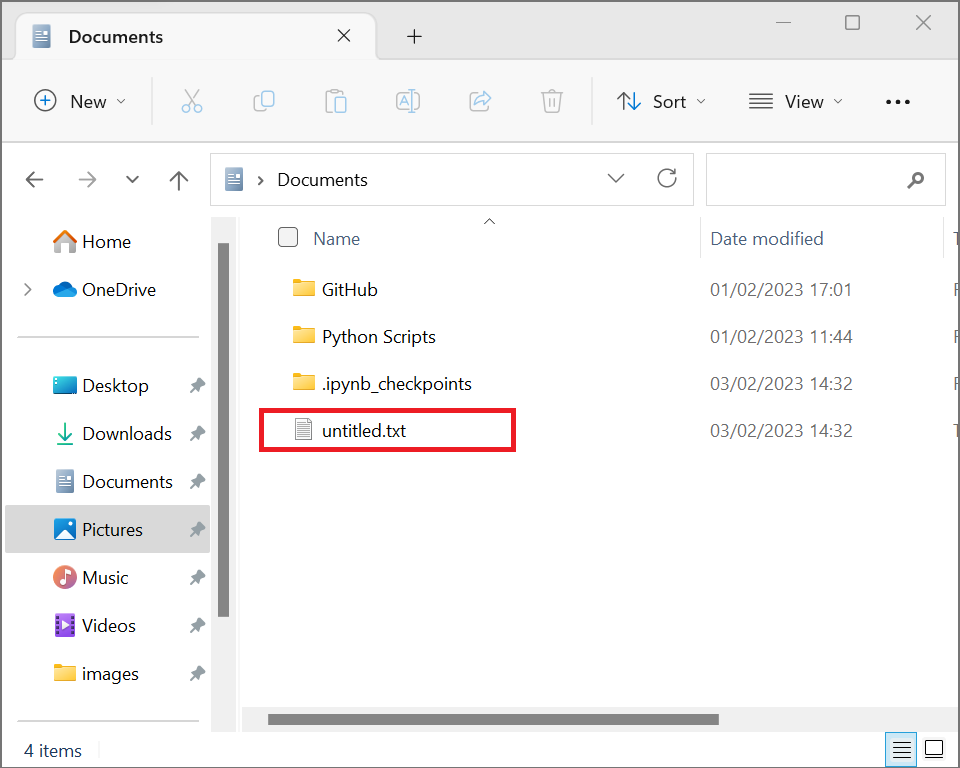 Documents
New Sort View
Documents
Home
OneDrive
Desktop
Downloads
Documents
Pictures
Music
Videos
images
Name Date modified
GitHub 01/02/2023 17:01
Python Scripts 01/02/2023 11:44
.ipynb_checkpoints 03/02/2023 14:32
untitled.txt 03/02/2023 14:32
4 items